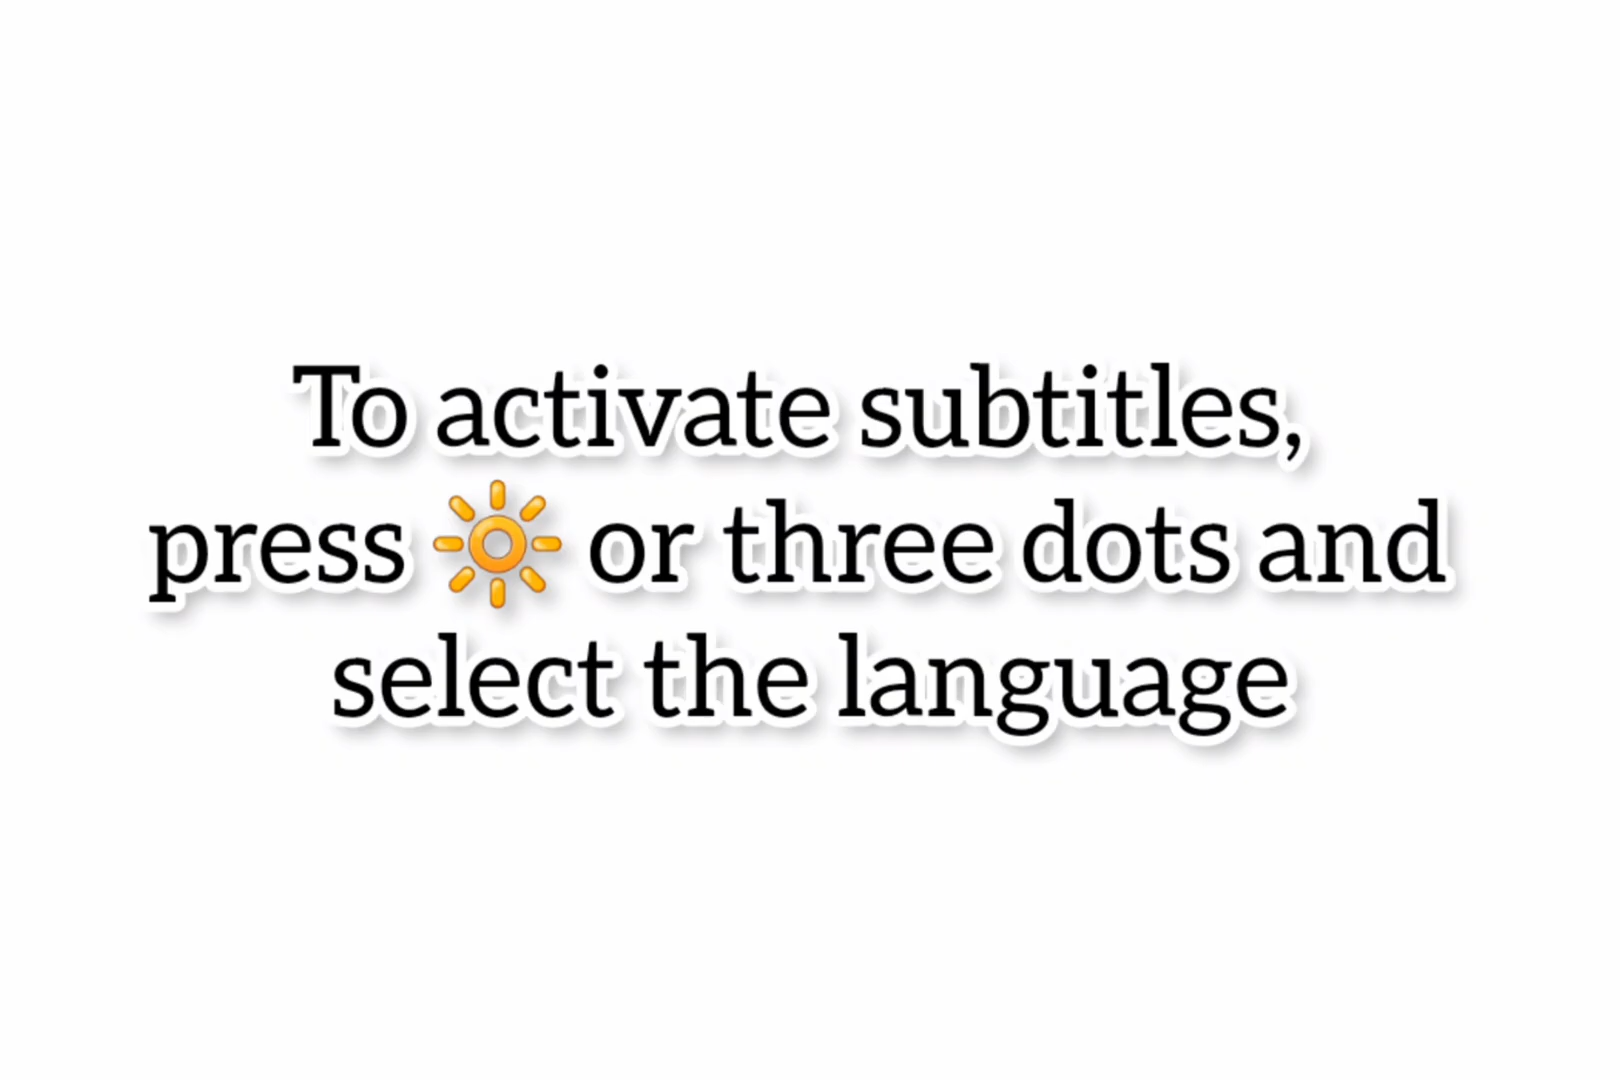 To activate subtitles,
press 🔆 or three dots and
select the language